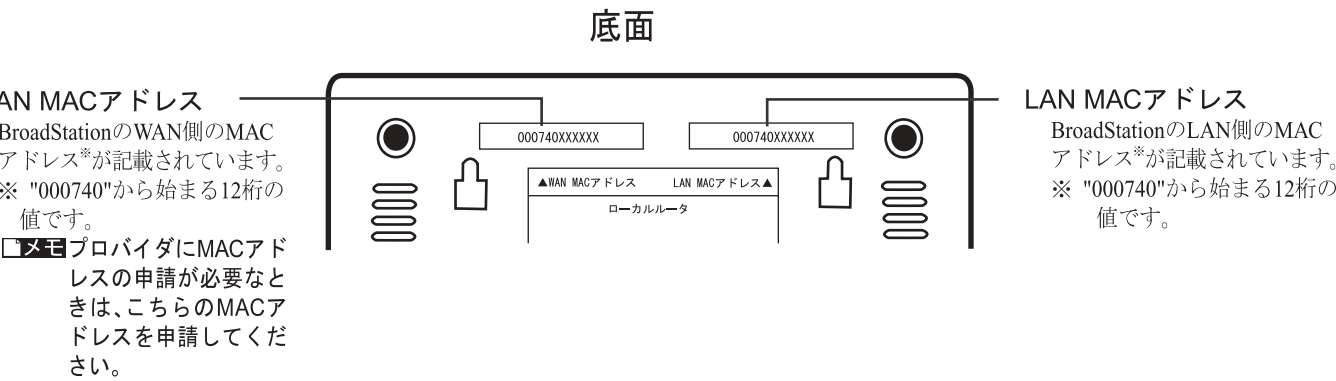 底面
AN MACアドレス
BroadStationのWAN側のMAC
アドレス※が記載されています。
※ "000740"から始まる12桁の
値です。
メモ プロバイダにMACアド
レスの申請が必要なと
きは、こちらのMACア
ドレスを申請してくだ
さい。
000740XXXXXX
000740XXXXXX
▲WAN MACアドレス
LAN MACアドレス▲
ローカルルータ
LAN MACアドレス
BroadStationのLAN側のMAC
アドレス※が記載されています。
※ "000740"から始まる12桁の
値です。